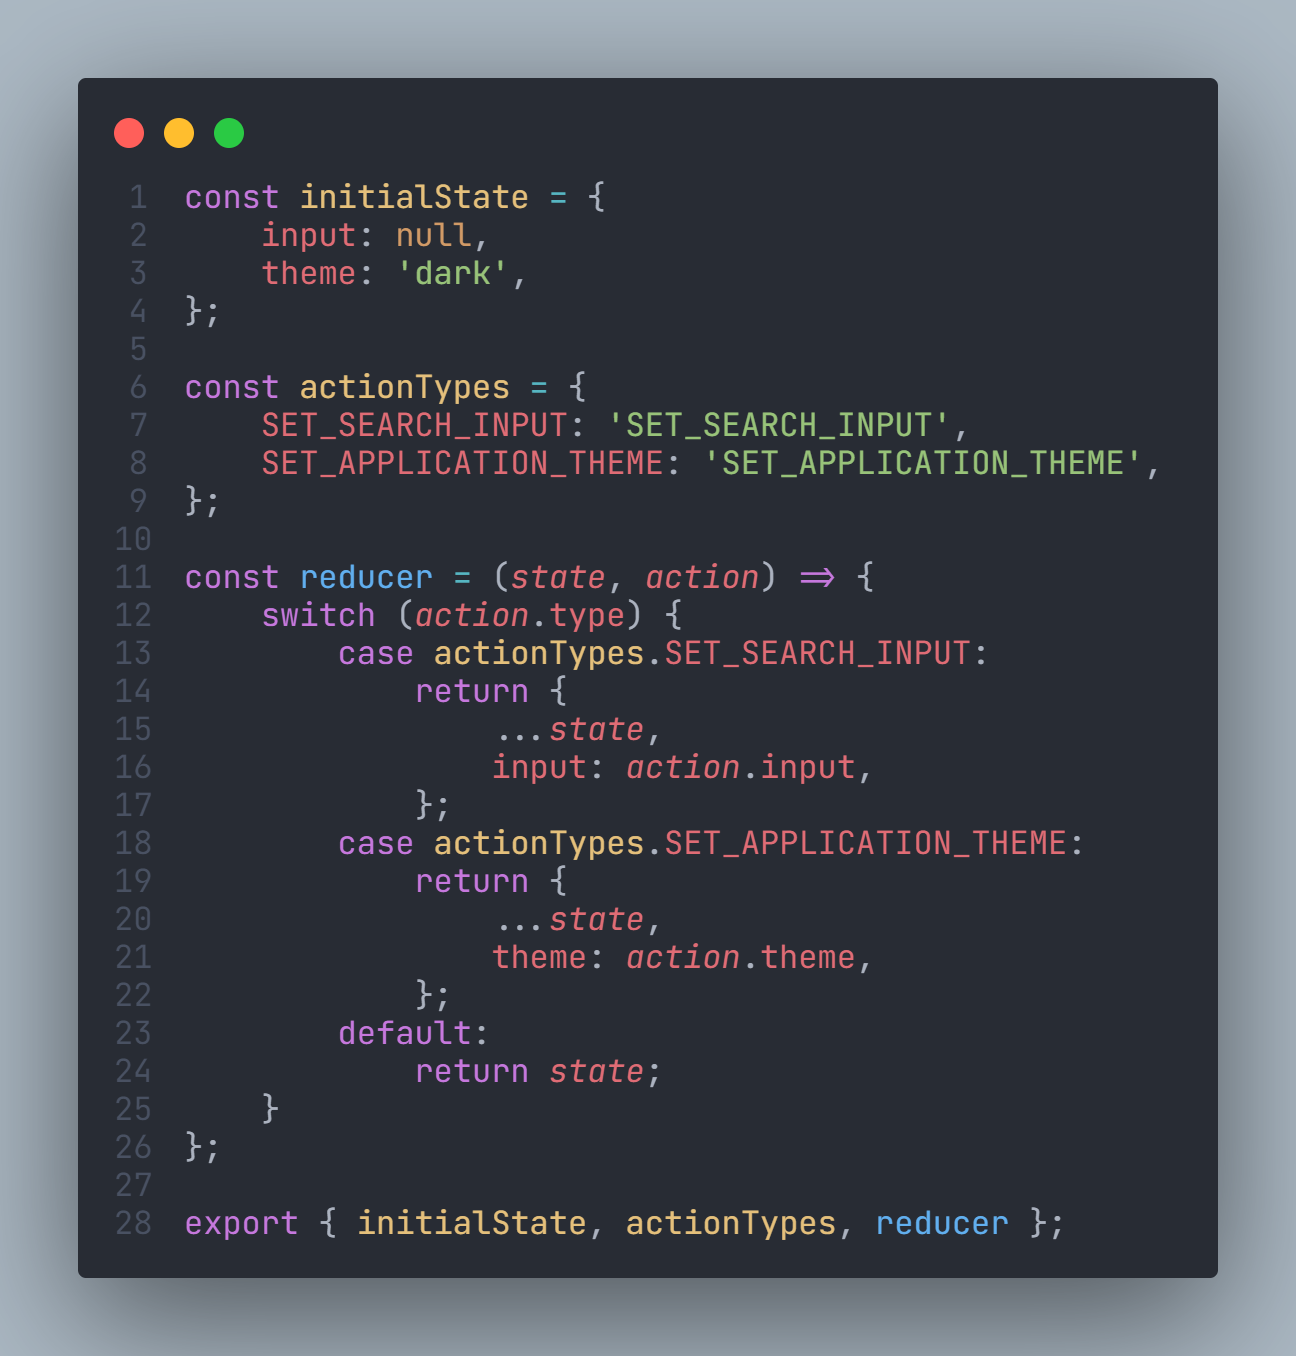 1 const initialState = {
2     input: null,
3     theme: 'dark',
4 };
5
6 const actionTypes = {
7     SET_SEARCH_INPUT: 'SET_SEARCH_INPUT',
8     SET_APPLICATION_THEME: 'SET_APPLICATION_THEME',
9 };
10
11 const reducer = (state, action) => {
12     switch (action.type) {
13         case actionTypes.SET_SEARCH_INPUT:
14             return {
15                 ...state,
16                 input: action.input,
17             };
18         case actionTypes.SET_APPLICATION_THEME:
19             return {
20                 ...state,
21                 theme: action.theme,
22             };
23         default:
24             return state;
25     }
26 };
27
28 export { initialState, actionTypes, reducer };